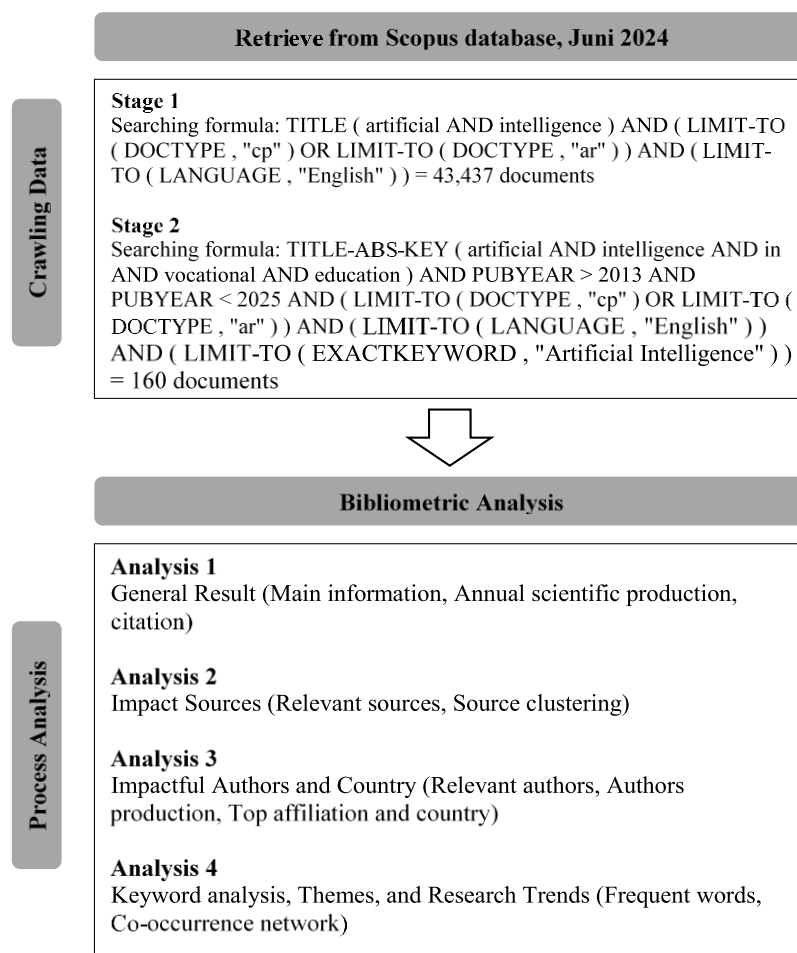 Retrieve from Scopus database, Juni 2024
Crawling Data
Stage 1
Searching formula: TITLE ( artificial AND intelligence ) AND ( LIMIT-TO
( DOCTYPE , "cp" ) OR LIMIT-TO ( DOCTYPE , "ar" ) ) AND ( LIMIT-
TO ( LANGUAGE , "English" ) ) = 43,437 documents
Stage 2
Searching formula: TITLE-ABS-KEY ( artificial AND intelligence AND in
AND vocational AND education ) AND PUBYEAR > 2013 AND
PUBYEAR < 2025 AND ( LIMIT-TO ( DOCTYPE , "cp" ) OR LIMIT-TO (
DOCTYPE , "ar" ) ) AND ( LIMIT-TO ( LANGUAGE , "English" ) )
AND ( LIMIT-TO ( EXACTKEYWORD , "Artificial Intelligence" ) )
= 160 documents
Bibliometric Analysis
Process Analysis
Analysis 1
General Result (Main information, Annual scientific production,
citation)
Analysis 2
Impact Sources (Relevant sources, Source clustering)
Analysis 3
Impactful Authors and Country (Relevant authors, Authors
production, Top affiliation and country)
Analysis 4
Keyword analysis, Themes, and Research Trends (Frequent words,
Co-occurrence network)